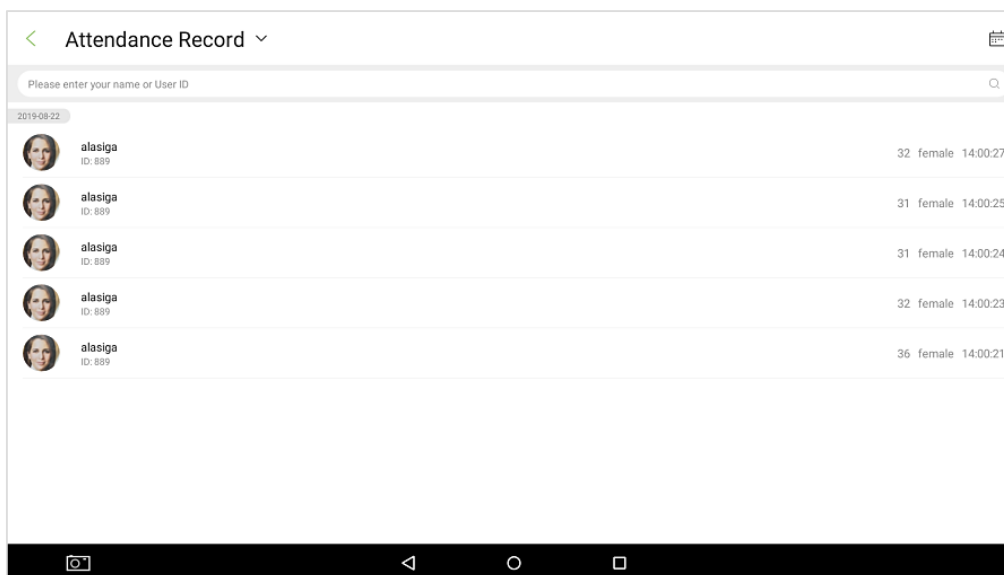 Attendance Record
Please enter your name or User ID
2019-08-22
alasiga
ID: 889
32 female 14:00:27
alasiga
ID: 889
31 female 14:00:25
alasiga
ID: 889
31 female 14:00:24
alasiga
ID: 889
32 female 14:00:23
alasiga
ID: 889
36 female 14:00:21